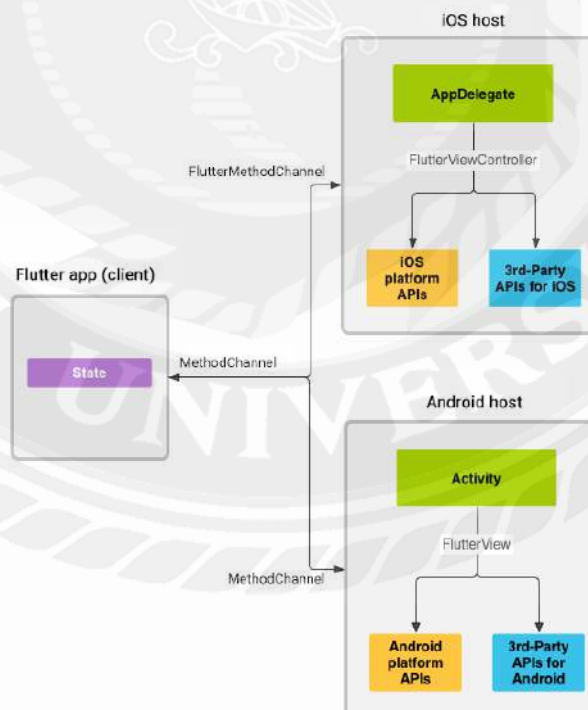 iOS host
AppDelegate
FlutterViewController
FlutterMethodChannel
iOS
platform
APIs
3rd-Party
APIs for iOS
Flutter app (client)
State
MethodChannel
Android host
Activity
FlutterView
MethodChannel
Android
platform
APIs
3rd-Party
APIs for
Android
UNIVERS